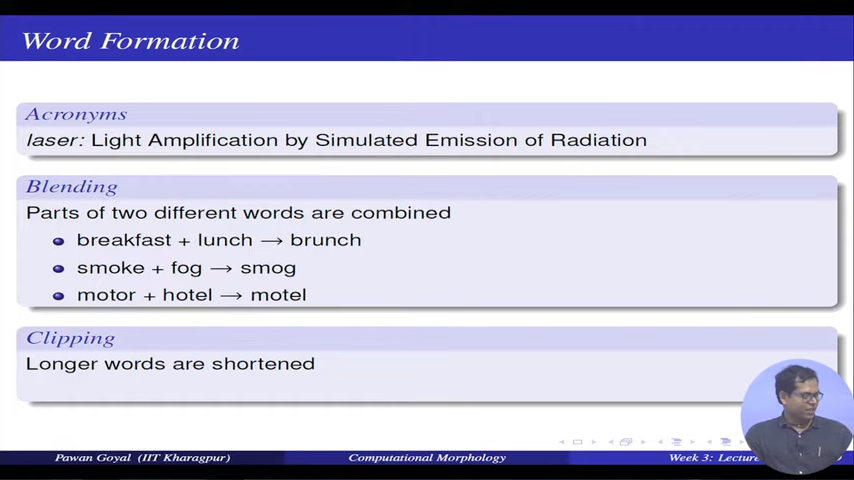 Word Formation
Acronyms
laser: Light Amplification by Simulated Emission of Radiation
Blending
Parts of two different words are combined
breakfast + lunch → brunch
smoke + fog → smog
motor + hotel → motel
Clipping
Longer words are shortened
Pawan Goyal (IIT Kharagpur) Computational Morphology Week 3: Lecture